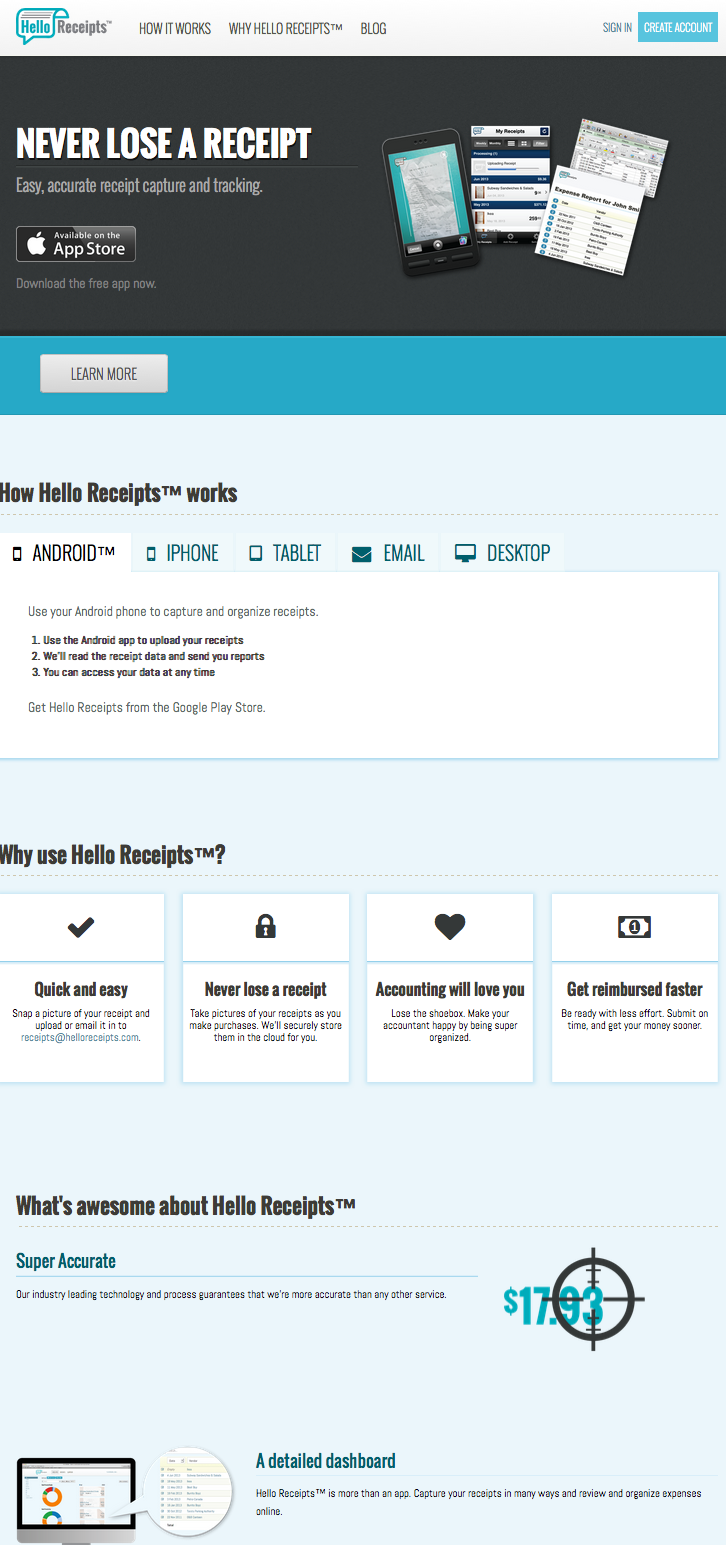 Hello Receipts™
HOW IT WORKS
WHY HELLO RECEIPTS™
BLOG
SIGN IN
CREATE ACCOUNT
NEVER LOSE A RECEIPT
Easy, accurate receipt capture and tracking.
Available on the
App Store
Download the free app now.
My Receipts
Expense Report for John Smi
LEARN MORE
How Hello Receipts™ works
ANDROID™
IPHONE
TABLET
EMAIL
DESKTOP
Use your Android phone to capture and organize receipts.
1. Use the Android app to upload your receipts
2. We'll read the receipt data and send you reports
3. You can access your data at any time
Get Hello Receipts from the Google Play Store.
Why use Hello Receipts™?
Quick and easy
Snap a picture of your receipt and
upload or email it in to
receipts@helloreceipts.com.
Never lose a receipt
Take pictures of your receipts as you
make purchases. We'll securely store
them in the cloud for you.
Accounting will love you
Lose the shoebox. Make your
accountant happy by being super
organized.
1
Get reimbursed faster
Be ready with less effort. Submit on
time, and get your money sooner.
What's awesome about Hello Receipts™
Super Accurate
Our industry leading technology and process guarantees that we're more accurate than any other service.
$17.93
A detailed dashboard
Hello Receipts™ is more than an app. Capture your receipts in many ways and review and organize expenses
online.